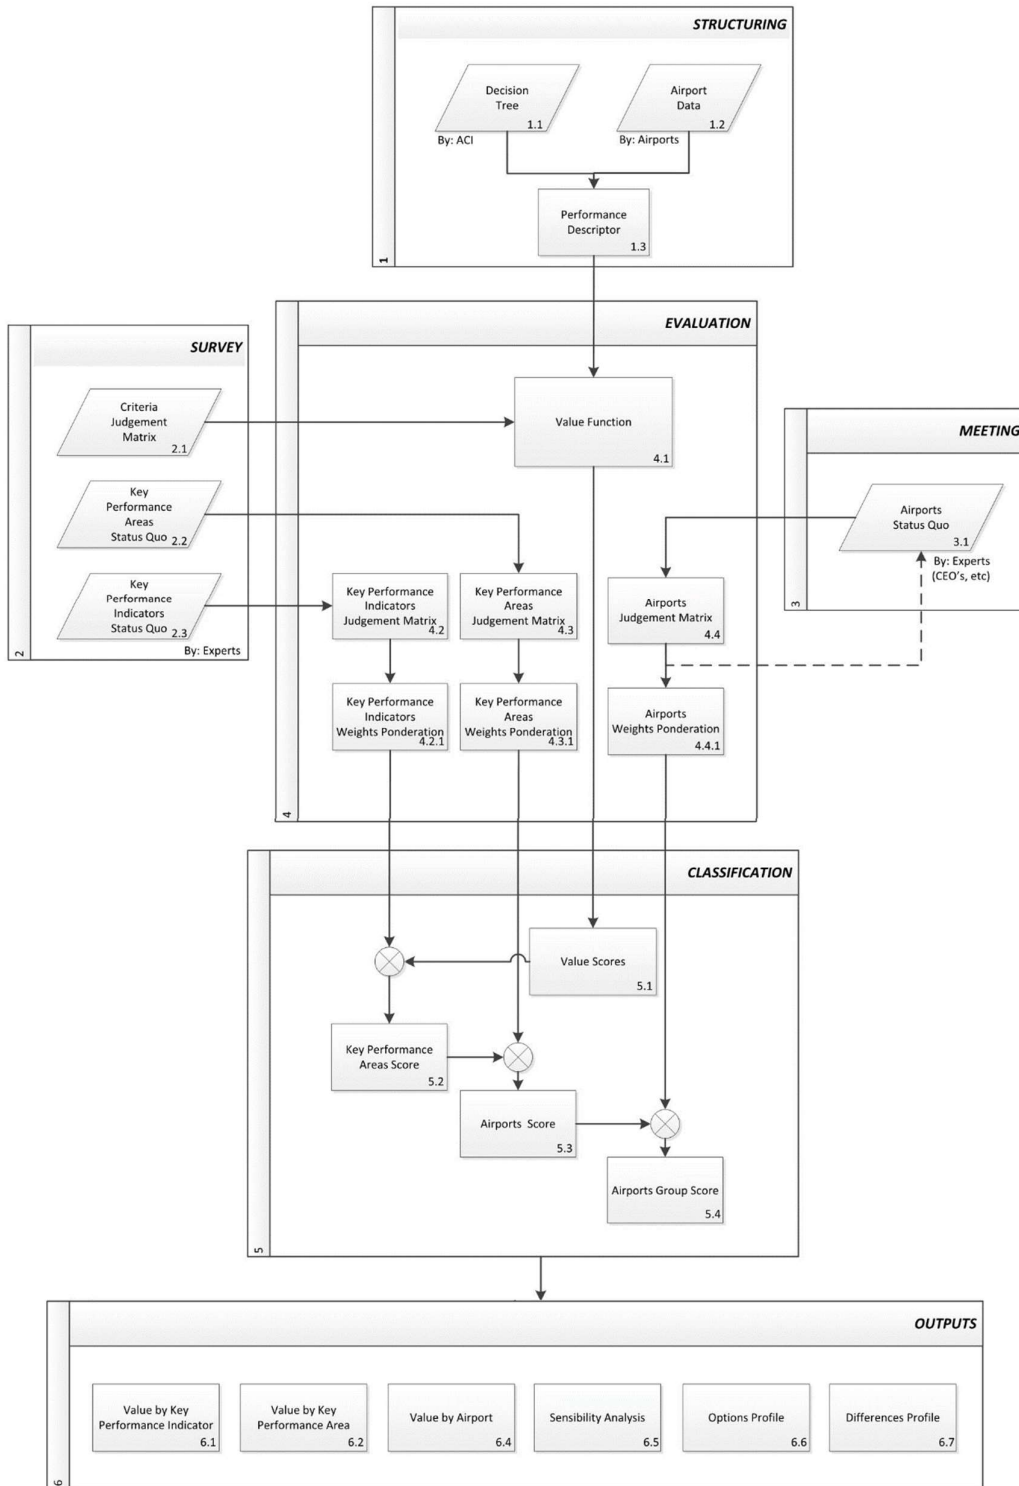 STRUCTURING
Decision
Tree
1.1
By: ACI
Airport
Data
1.2
By: Airports
Performance
Descriptor
1.3
1
EVALUATION
SURVEY
Criteria
Judgement
Matrix
2.1
Key
Performance
Areas
Status Quo
2.2
Key
Performance
Indicators
Status Quo
2.3
By: Experts
2
Value Function
4.1
MEETING
Airports
Status Quo
3.1
By: Experts
(CEO's, etc)
3
Key Performance
Indicators
Judgement Matrix
4.2
Key Performance
Areas
Judgement Matrix
4.3
Airports
Judgement Matrix
4.4
Key Performance
Indicators
Weights Ponderation
4.2.1
Key Performance
Areas
Weights Ponderation
4.3.1
Airports
Weights Ponderation
4.4.1
4
CLASSIFICATION
Value Scores
5.1
Key Performance
Areas Score
5.2
Airports Score
5.3
Airports Group Score
5.4
5
OUTPUTS
Value by Key
Performance Indicator
6.1
Value by Key
Performance Area
6.2
Value by Airport
6.4
Sensibility Analysis
6.5
Options Profile
6.6
Differences Profile
6.7
6